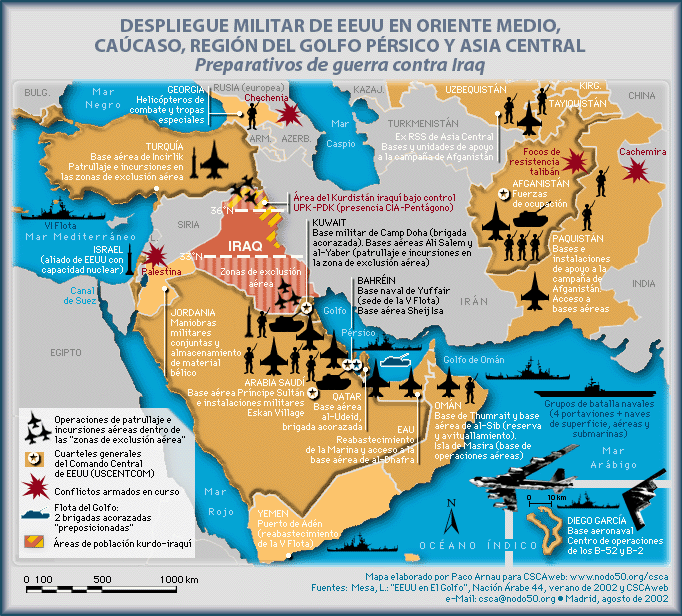 DESPLIEGUE MILITAR DE EEUU EN ORIENTE MEDIO,
CAÚCASO, REGIÓN DEL GOLFO PÉRSICO Y ASIA CENTRAL
Preparativos de guerra contra Iraq
BULG.
Mar
Negro
GEORGIA
Helicópteros de
combate y tropas
especiales
RUSIA (europea)
Chechenia
KAZAJ.
UZBEQUISTÁN
KIRG.
TAYIQUISTÁN
CHINA
ARM.
AZERB.
Mar
Caspio
TURKMENISTÁN
Ex RSS de Asia Central
Bases y unidades de apoyo
a la campaña de Afganistán
TURQUÍA
Base aérea de Incirlik
Patrullaje e incursiones
en las zonas de exclusión aérea
Focos de
resistencia
talibán
Cachemira
AFGANISTÁN
Fuerzas
de ocupación
Área del Kurdistán iraquí bajo control
UPK-PDK (presencia CIA-Pentágono)
36°N
VI Flota
Mar Mediterráneo
SIRIA
IRAQ
33°N
Zonas de exclusión
aérea
KUWAIT
Base militar de Camp Doha (brigada
acorazada). Bases aéreas Ali Salem y
al-Yaber (patrullaje e incursiones en
la zona de exclusión aérea)
ISRAEL
(aliado de EEUU con
capacidad nuclear)
Palestina
PAQUISTÁN
Bases e
instalaciones
de apoyo a la
campaña de
Afganistán.
Acceso a
bases aéreas
INDIA
Canal
de Suez
BAHRÉIN
Base naval de Yuffair
(sede de la V Flota)
Base aérea Sheij Isa
IRÁN
EGIPTO
JORDANIA
Maniobras
militares
conjuntas y
almacenamiento
de material
bélico
Golfo
Pérsico
Golfo de Omán
ARABIA SAUDÍ
Base aérea Príncipe Sultán
e instalaciones militares
Eskan Village
QATAR
Base aérea
al-Udeid,
brigada acorazada
EAU
Reabastecimiento
de la Marina y acceso a la
base aérea de al-Dhafra
OMÁN
Base de Thumrait y base
aérea de al-Sib (reserva
y avituallamiento).
Isla de Masira (base de
operaciones aéreas)
Grupos de batalla navales
(4 portaviones + naves
de superficie, aéreas y
submarinas)
Mar
Arábigo
Operaciones de patrullaje e
incursiones aéreas dentro de
las "zonas de exclusión aérea"
Cuarteles generales
del Comando Central
de EEUU (USCENTCOM)
Conflictos armados en curso
Flota del Golfo:
2 brigadas acorazadas
"preposicionadas"
Áreas de población kurdo-iraquí
Mar
Rojo
YEMEN
Puerto de Adén
(reabastecimiento
de la V Flota)
N
OCÉANO ÍNDICO
0 10 km
DIEGO GARCÍA
Base aeronaval
Centro de operaciones
de los B-52 y B-2
0 100 500 1000 km
Mapa elaborado por Paco Arnau para CSCAweb: www.nodo50.org/csca
Fuentes: Mesa, L.: "EEUU en El Golfo", Nación Árabe 44, verano de 2002 y CSCAweb
e-Mail: csca@nodo50.org • Madrid, agosto de 2002